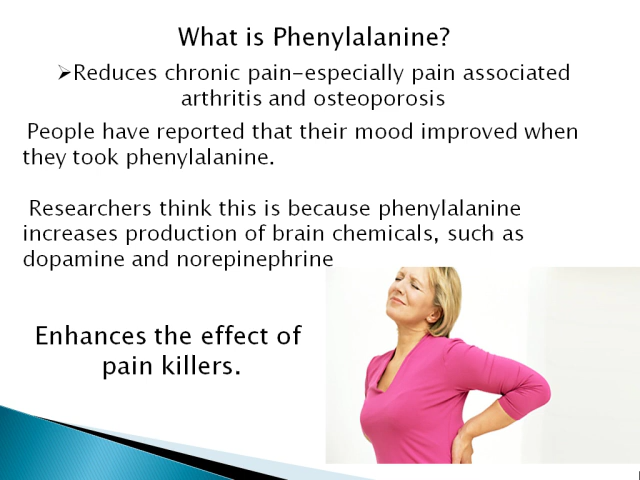 What is Phenylalanine?
➢Reduces chronic pain-especially pain associated
arthritis and osteoporosis
People have reported that their mood improved when
they took phenylalanine.
Researchers think this is because phenylalanine
increases production of brain chemicals, such as
dopamine and norepinephrine
Enhances the effect of
pain killers.